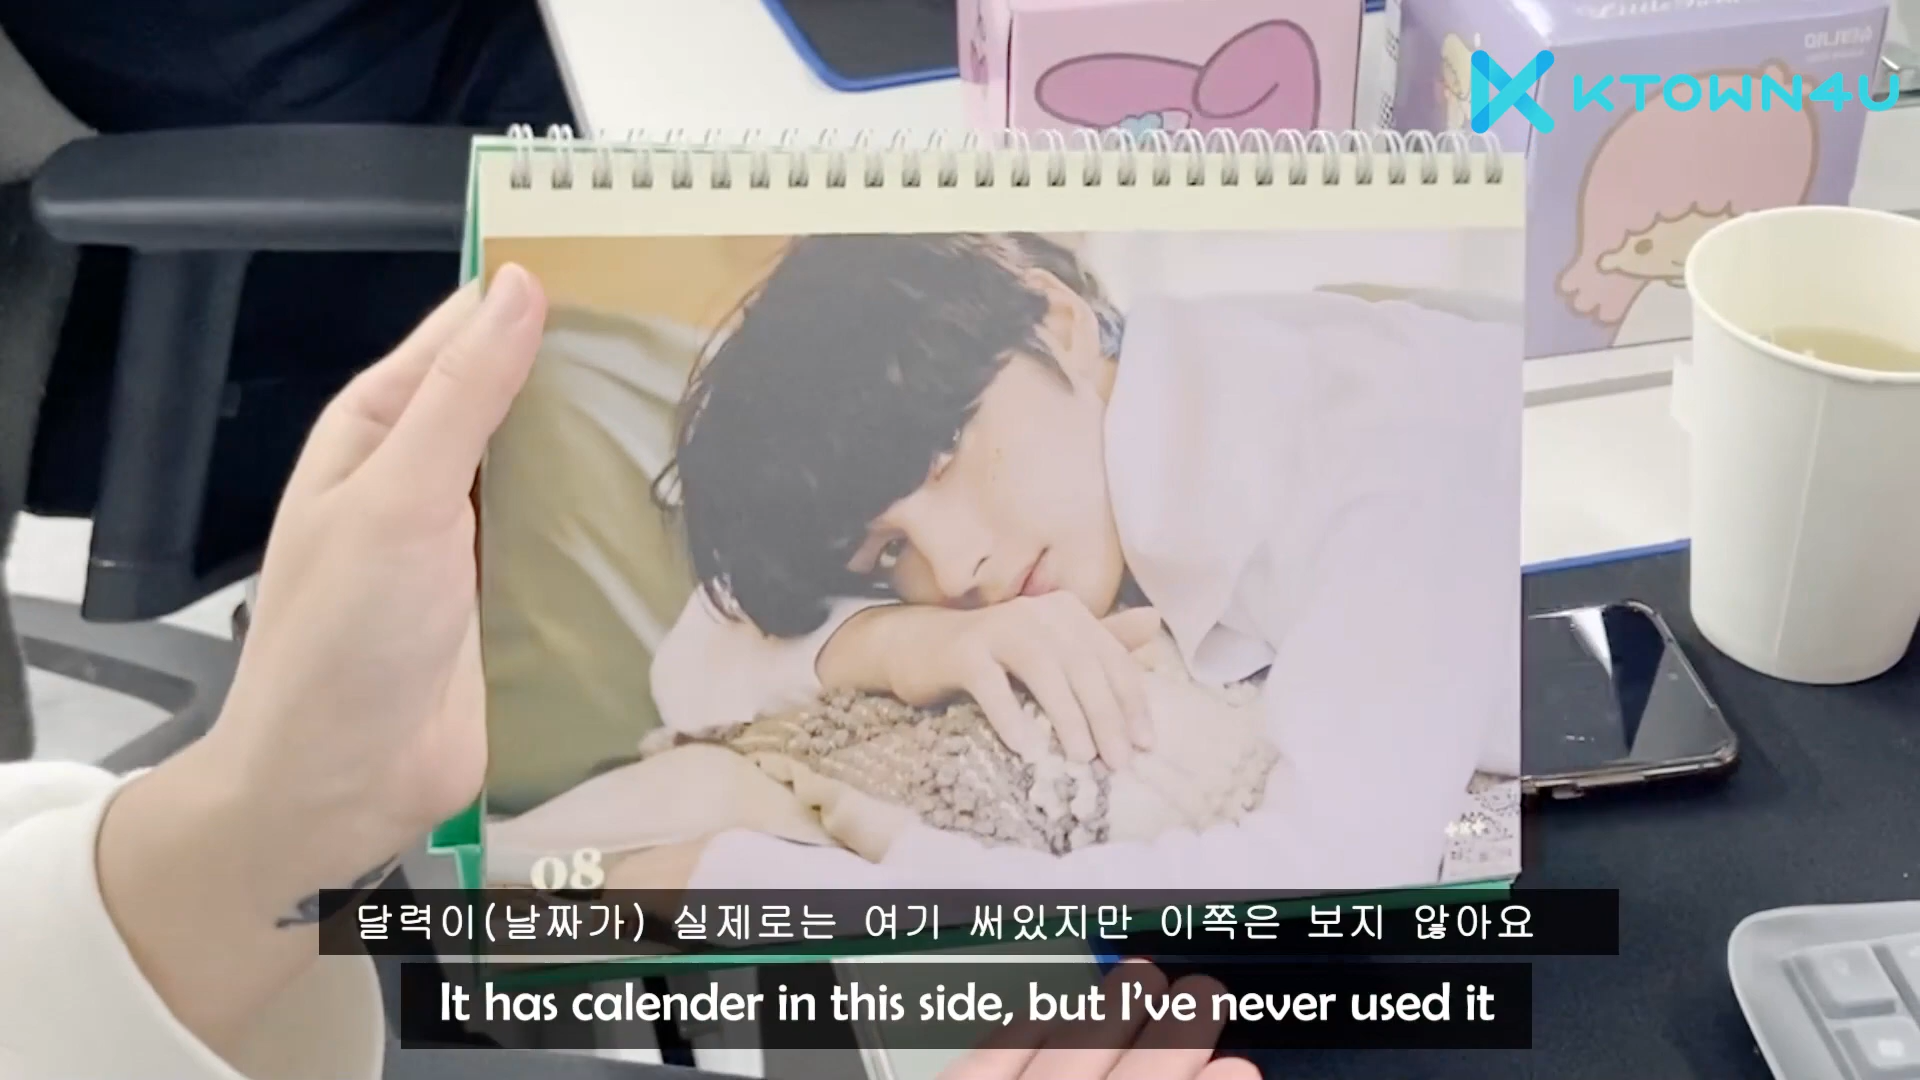 KTOWN4U
08
달력이(날짜가) 실제로는 여기 써있지만 이쪽은 보지 않아요
It has calender in this side, but I've never used it